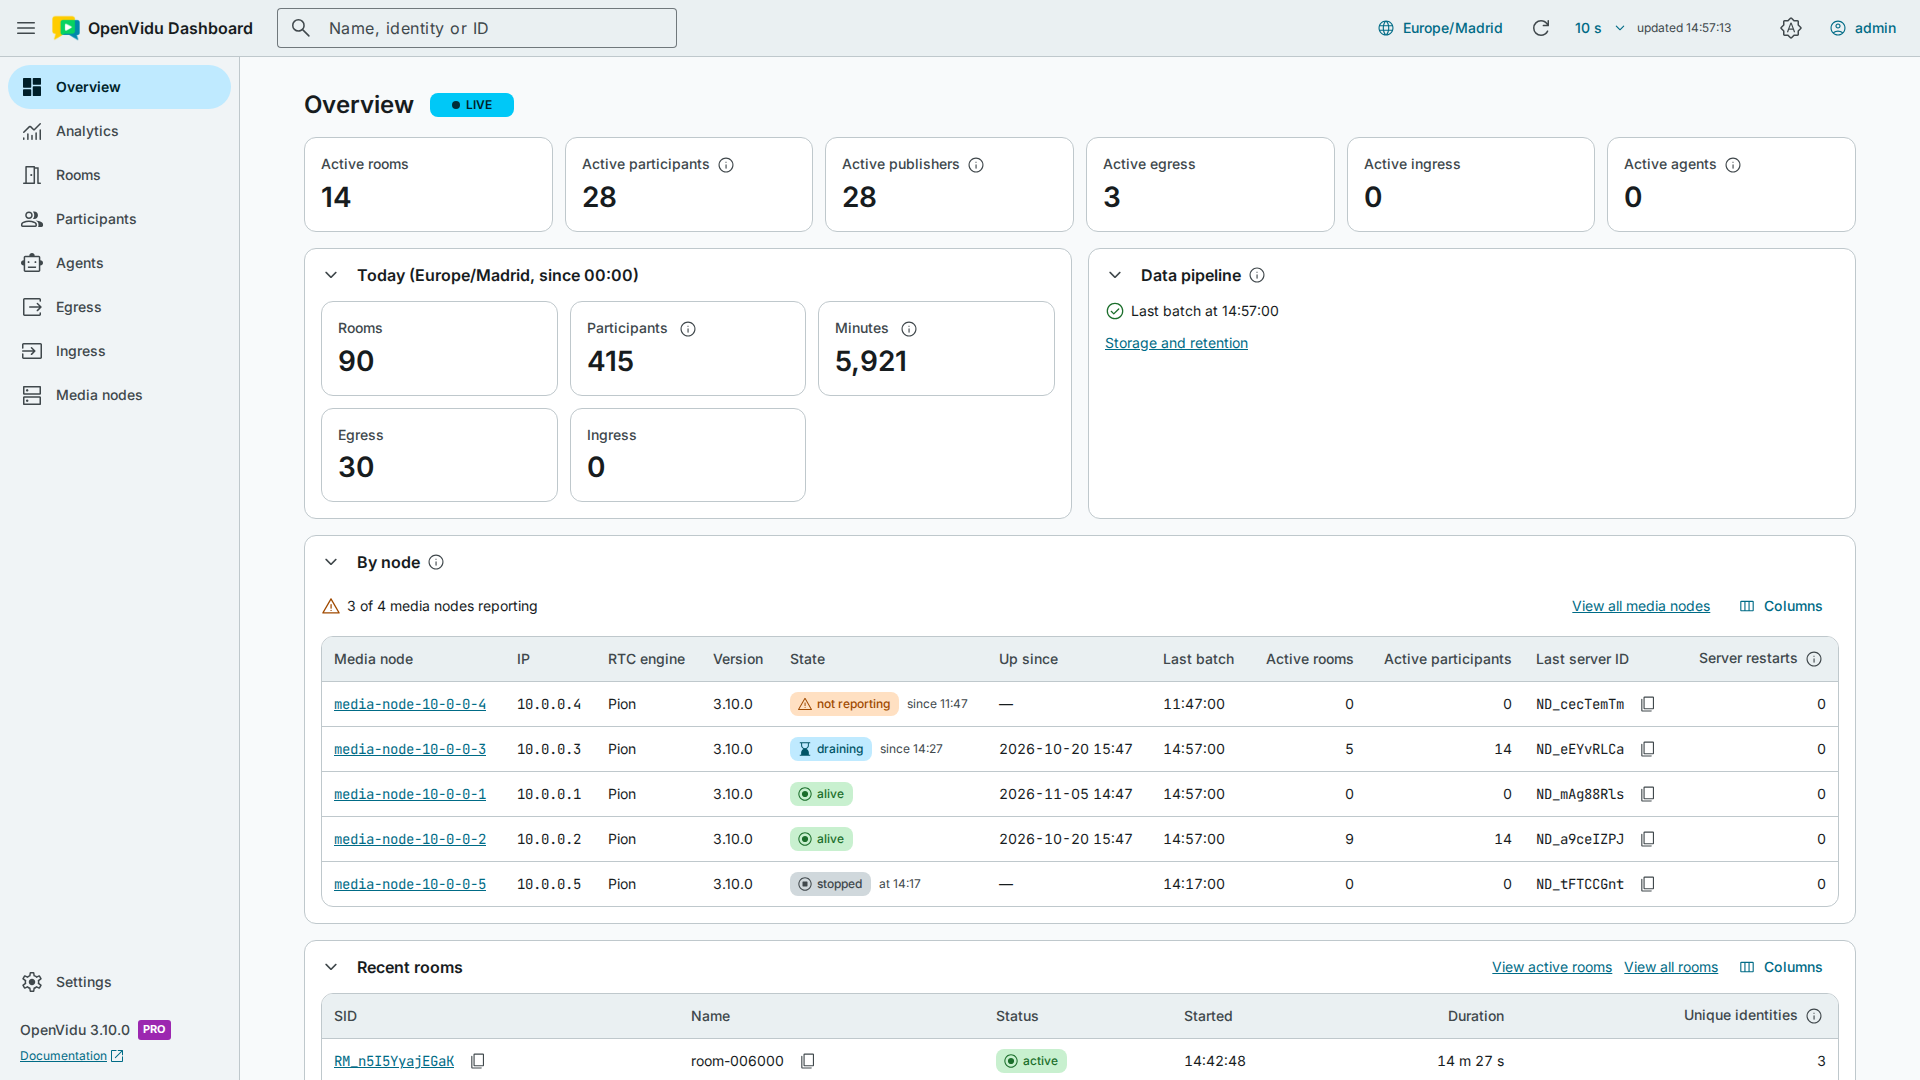 OpenVidu Dashboard
Name, identity or ID
Europe/Madrid
10 s
updated 14:57:13
admin
Overview
Analytics
Rooms
Participants
Agents
Egress
Ingress
Media nodes
Settings
OpenVidu 3.10.0 PRO
Documentation
Overview LIVE
Active rooms
14
Active participants
28
Active publishers
28
Active egress
3
Active ingress
0
Active agents
0
Today (Europe/Madrid, since 00:00)
Rooms
90
Participants
415
Minutes
5,921
Egress
30
Ingress
0
Data pipeline
Last batch at 14:57:00
Storage and retention
By node
3 of 4 media nodes reporting
View all media nodes Columns
Media node IP RTC engine Version State Up since Last batch Active rooms Active participants Last server ID Server restarts
media-node-10-0-0-4 10.0.0.4 Pion 3.10.0 not reporting since 11:47 — 11:47:00 0 0 ND_cecTemTm 0
media-node-10-0-0-3 10.0.0.3 Pion 3.10.0 draining since 14:27 2026-10-20 15:47 14:57:00 5 14 ND_eEYvRLCa 0
media-node-10-0-0-1 10.0.0.1 Pion 3.10.0 alive 2026-11-05 14:47 14:57:00 0 0 ND_mAg88Rls 0
media-node-10-0-0-2 10.0.0.2 Pion 3.10.0 alive 2026-10-20 15:47 14:57:00 9 14 ND_a9ceIZPJ 0
media-node-10-0-0-5 10.0.0.5 Pion 3.10.0 stopped at 14:17 — 14:17:00 0 0 ND_tFTCCGnt 0
Recent rooms
View active rooms View all rooms Columns
SID Name Status Started Duration Unique identities
RM_n5I5YyajEGaK room-006000 active 14:42:48 14 m 27 s 3